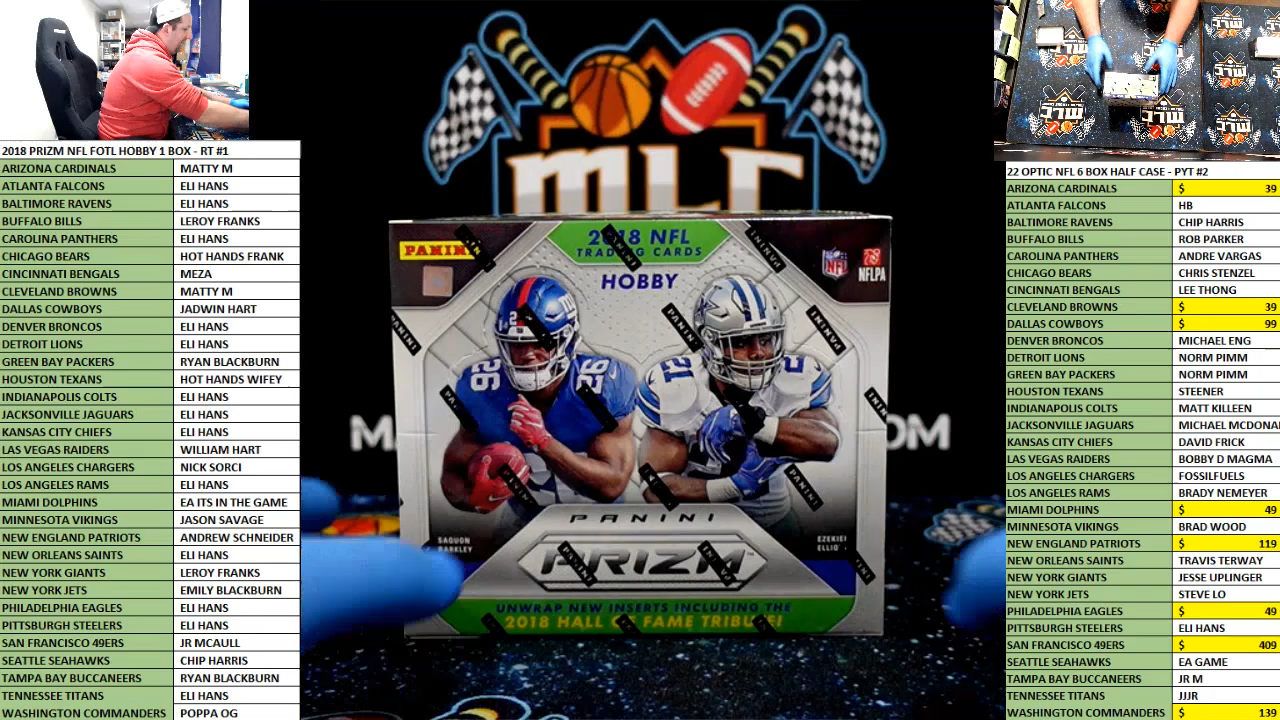 2018 PRIZM NFL FOTL HOBBY 1 BOX - RT #1
ARIZONA CARDINALS MATTY M
ATLANTA FALCONS ELI HANS
BALTIMORE RAVENS ELI HANS
BUFFALO BILLS LEROY FRANKS
CAROLINA PANTHERS ELI HANS
CHICAGO BEARS HOT HANDS FRANK
CINCINNATI BENGALS MEZA
CLEVELAND BROWNS MATTY M
DALLAS COWBOYS JADWIN HART
DENVER BRONCOS ELI HANS
DETROIT LIONS ELI HANS
GREEN BAY PACKERS RYAN BLACKBURN
HOUSTON TEXANS HOT HANDS WIFEY
INDIANAPOLIS COLTS ELI HANS
JACKSONVILLE JAGUARS ELI HANS
KANSAS CITY CHIEFS ELI HANS
LAS VEGAS RAIDERS WILLIAM HART
LOS ANGELES CHARGERS NICK SORCI
LOS ANGELES RAMS ELI HANS
MIAMI DOLPHINS EA ITS IN THE GAME
MINNESOTA VIKINGS JASON SAVAGE
NEW ENGLAND PATRIOTS ANDREW SCHNEIDER
NEW ORLEANS SAINTS ELI HANS
NEW YORK GIANTS LEROY FRANKS
NEW YORK JETS EMILY BLACKBURN
PHILADELPHIA EAGLES ELI HANS
PITTSBURGH STEELERS ELI HANS
SAN FRANCISCO 49ERS JR MCAULL
SEATTLE SEAHAWKS CHIP HARRIS
TAMPA BAY BUCCANEERS RYAN BLACKBURN
TENNESSEE TITANS ELI HANS
WASHINGTON COMMANDERS POPPA OG
MLR
PANINI
2018 NFL
TRADING CARDS
HOBBY
NFL
NFLPA
26
26
21
SAQUON
BARKLEY
EZEKIEL
PANINI
PRIZM
UNWRAP NEW INSERTS INCLUDING THE
2018 HALL OF FAME TRIBUTE!
OM
22 OPTIC NFL 6 BOX HALF CASE - PYT #2
ARIZONA CARDINALS $ 39
ATLANTA FALCONS HB
BALTIMORE RAVENS CHIP HARRIS
BUFFALO BILLS ROB PARKER
CAROLINA PANTHERS ANDRE VARGAS
CHICAGO BEARS CHRIS STENZEL
CINCINNATI BENGALS LEE THONG
CLEVELAND BROWNS $ 39
DALLAS COWBOYS $ 99
DENVER BRONCOS MICHAEL ENG
DETROIT LIONS NORM PIMM
GREEN BAY PACKERS NORM PIMM
HOUSTON TEXANS STEENER
INDIANAPOLIS COLTS MATT KILLEEN
JACKSONVILLE JAGUARS MICHAEL MCDONA
KANSAS CITY CHIEFS DAVID FRICK
LAS VEGAS RAIDERS BOBBY D MAGMA
LOS ANGELES CHARGERS FOSSILFUELS
LOS ANGELES RAMS BRADY NEMEYER
MIAMI DOLPHINS $ 49
MINNESOTA VIKINGS BRAD WOOD
NEW ENGLAND PATRIOTS $ 119
NEW ORLEANS SAINTS TRAVIS TERWAY
NEW YORK GIANTS JESSE UPLINGER
NEW YORK JETS STEVE LO
PHILADELPHIA EAGLES $ 49
PITTSBURGH STEELERS ELI HANS
SAN FRANCISCO 49ERS $ 409
SEATTLE SEAHAWKS EA GAME
TAMPA BAY BUCCANEERS JR M
TENNESSEE TITANS JJJR
WASHINGTON COMMANDERS $ 139